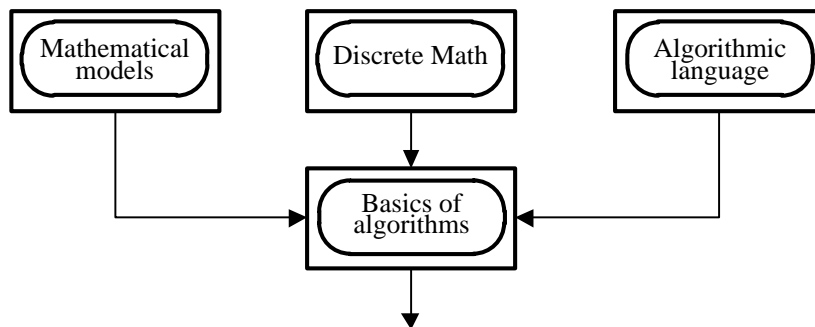 Mathematical
models
Discrete Math
Algorithmic
language
Basics of
algorithms